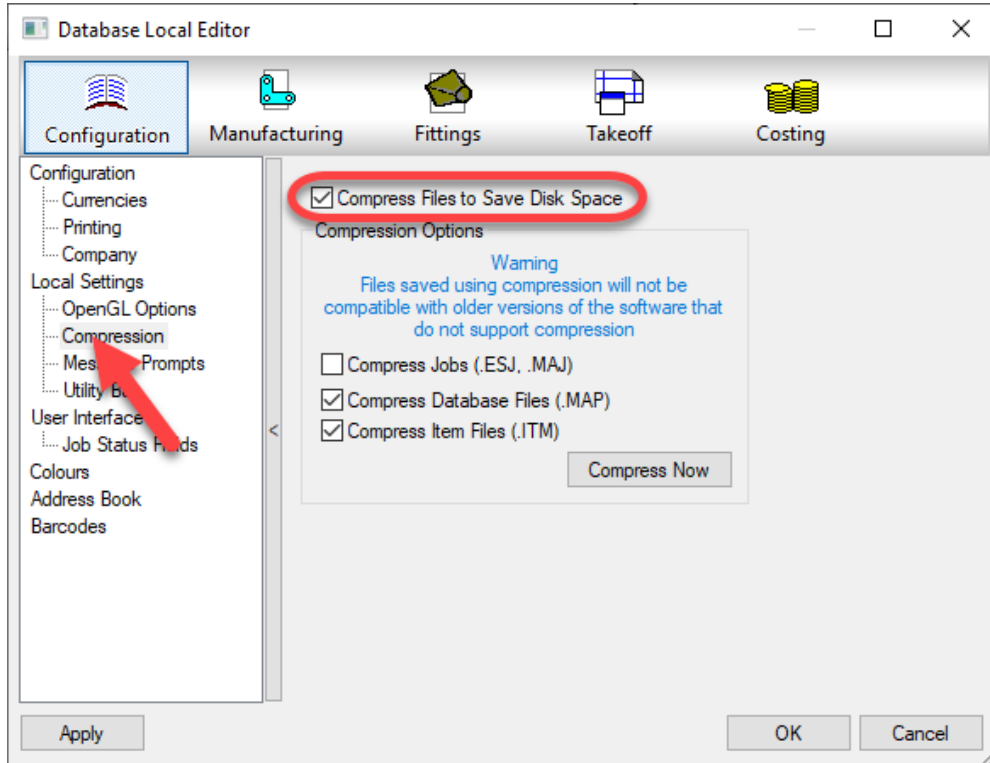 Database Local Editor
Configuration Manufacturing Fittings Takeoff Costing
Configuration
Currencies
Printing
Company
Local Settings
OpenGL Options
Compression
Prompts
Utility
User Interface
Job Status
Colours
Address Book
Barcodes
<
Compress Files to Save Disk Space
Compression Options
Warning
Files saved using compression will not be
compatible with older versions of the software that
do not support compression
Compress Jobs (.ESJ, .MAJ)
Compress Database Files (.MAP)
Compress Item Files (.ITM)
Compress Now
Apply OK Cancel